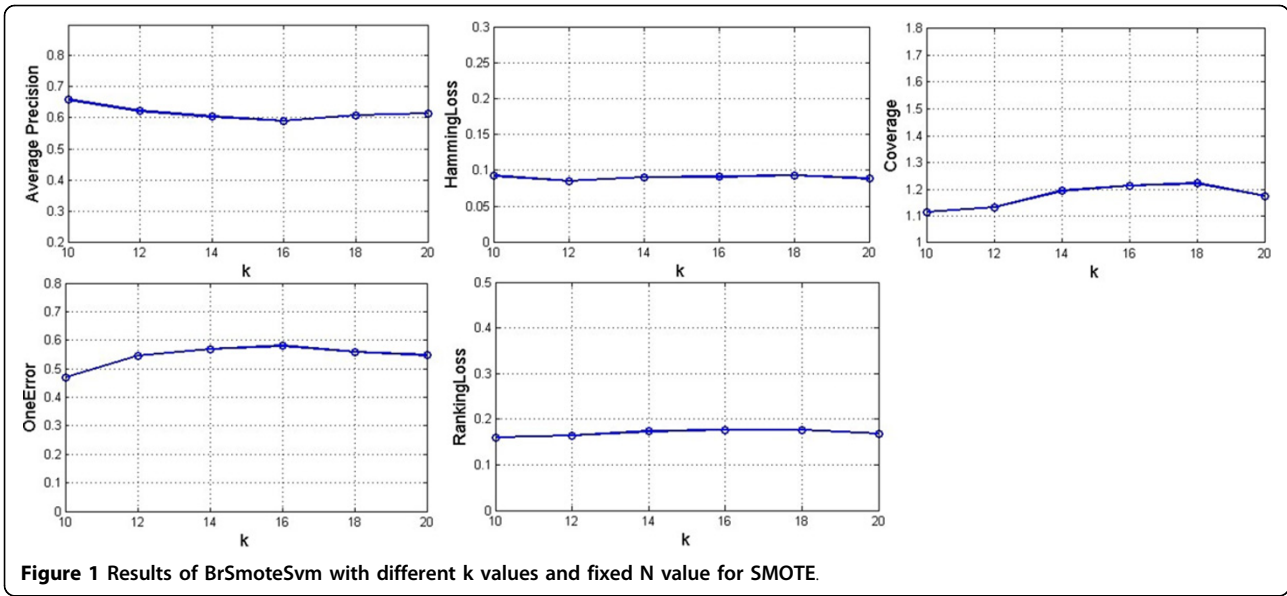 0.8
0.7
0.6
0.5
0.4
0.3
0.2
Average Precision
10 12 14 16 18 20
k
0.3
0.25
0.2
0.15
0.1
0.05
0
HammingLoss
10 12 14 16 18 20
k
1.8
1.7
1.6
1.5
1.4
1.3
1.2
1.1
1
Coverage
10 12 14 16 18 20
k
0.8
0.7
0.6
0.5
0.4
0.3
0.2
0.1
0
OneError
10 12 14 16 18 20
k
0.5
0.4
0.3
0.2
0.1
0
RankingLoss
10 12 14 16 18 20
k
Figure 1 Results of BrSmoteSvm with different k values and fixed N value for SMOTE.